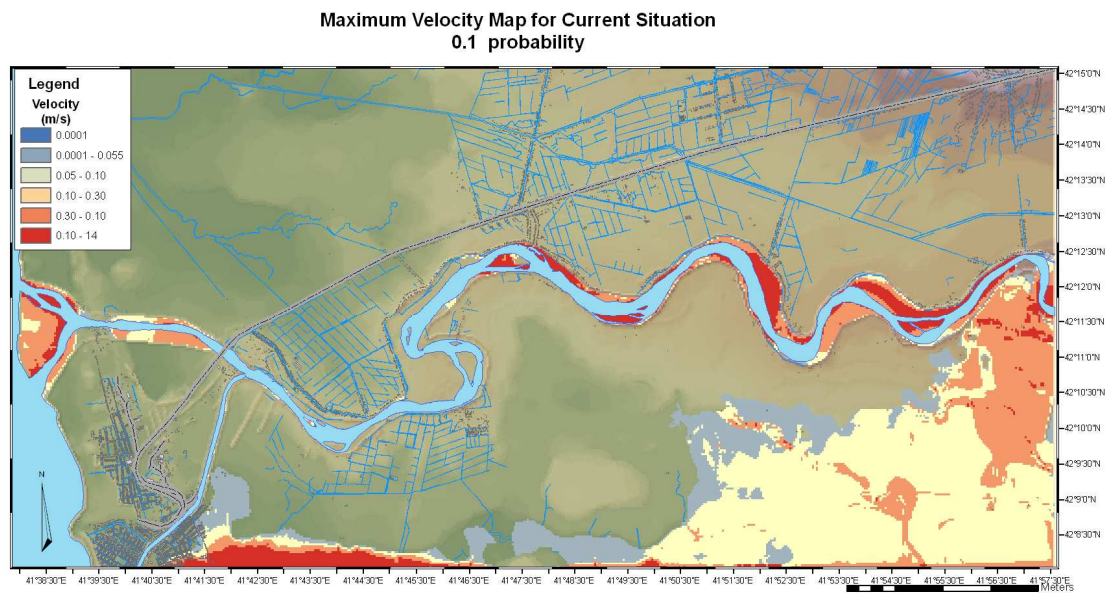 Maximum Velocity Map for Current Situation
0.1 probability
Legend
Velocity
(m/s)
0.0001
0.0001 - 0.055
0.05 - 0.10
0.10 - 0.30
0.30 - 0.10
0.10 - 14
42°15'0"N
42°14'30"N
42°14'0"N
42°13'30"N
42°13'0"N
42°12'30"N
42°12'0"N
42°11'30"N
42°11'0"N
42°10'30"N
42°10'0"N
42°9'30"N
42°9'0"N
42°8'30"N
N
41°38'30"E 41°39'30"E 41°40'30"E 41°41'30"E 41°42'30"E 41°43'30"E 41°44'30"E 41°45'30"E 41°46'30"E 41°47'30"E 41°48'30"E 41°49'30"E 41°50'30"E 41°51'30"E 41°52'30"E 41°53'30"E 41°54'30"E 41°55'30"E 41°56'30"E 41°57'30"E
Meters